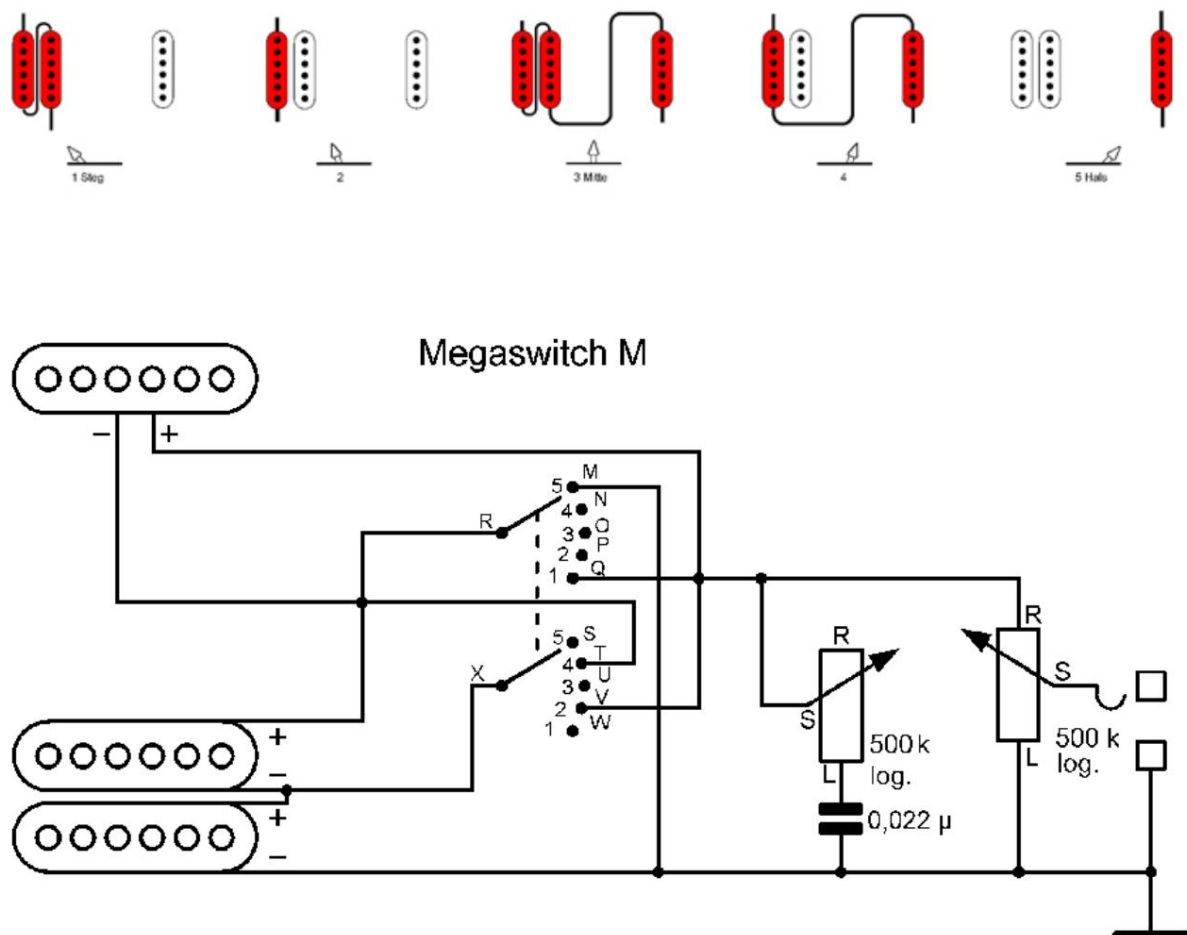 1 Steg
2
3 Mitte
4
5 Hals
Megaswitch M
− +
5 M
4 N
R
3 O
2 P
1 Q
5 S
4 T
X
3 U
2 V
1 W
+
−
+
−
R
S
L
500 k
log.
0,022 µ
R
S
L
500 k
log.